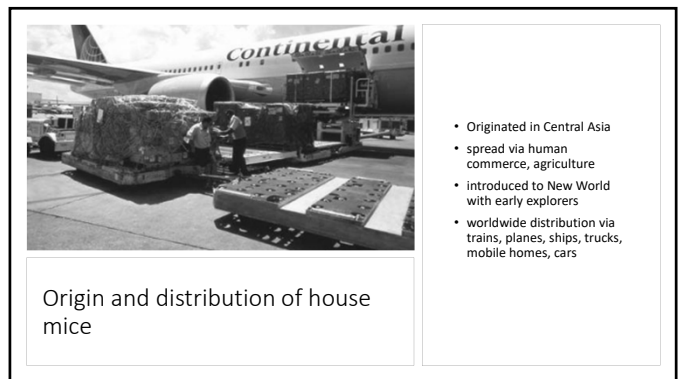 Continental
Origin and distribution of house
mice
• Originated in Central Asia
• spread via human
commerce, agriculture
• introduced to New World
with early explorers
• worldwide distribution via
trains, planes, ships, trucks,
mobile homes, cars